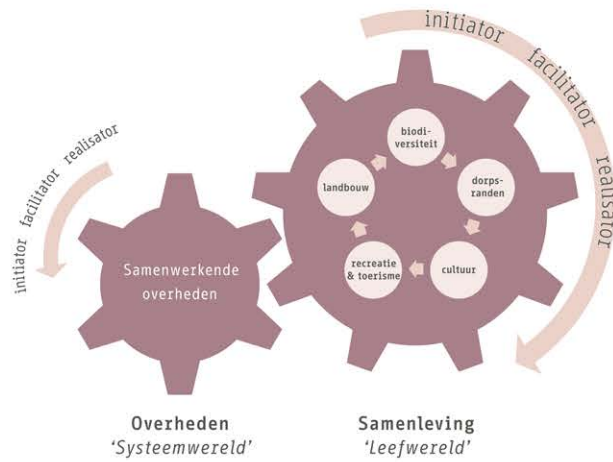 initiator facilitator realisator
initiator facilitator realisator
biodi-
versiteit
landbouw
dorps-
randen
recreatie
& toerisme
cultuur
Samenwerkende
overheden
Overheden
‘Systeemwereld’
Samenleving
‘Leefwereld’